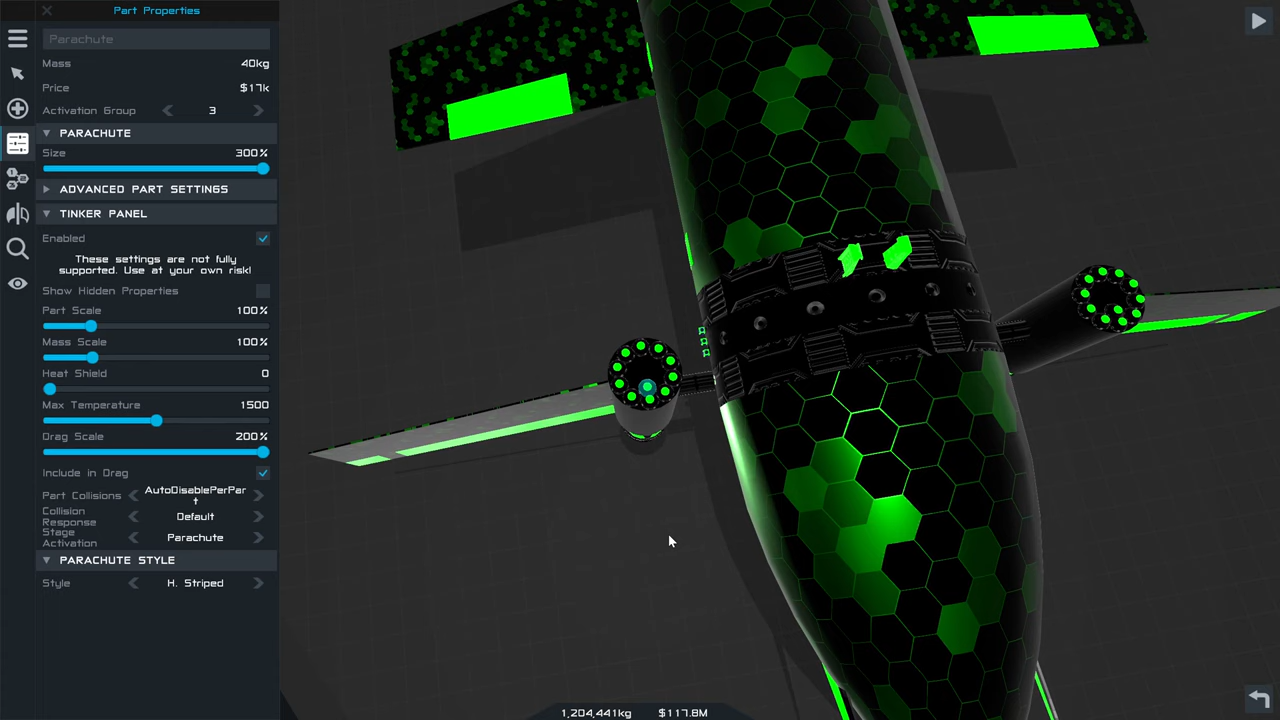 Part Properties
Parachute
Mass 40kg
Price $17k
Activation Group 3
PARACHUTE
Size 300%
ADVANCED PART SETTINGS
TINKER PANEL
Enabled
These settings are not fully
supported. Use at your own risk!
Show Hidden Properties
Part Scale 100%
Mass Scale 100%
Heat Shield 0
Max Temperature 1500
Drag Scale 200%
Include in Drag
Part Collisions AutoDisablePerPar
t
Collision
Response Default
Stage
Activation Parachute
PARACHUTE STYLE
Style H. Striped
1,204,441kg $117.8M